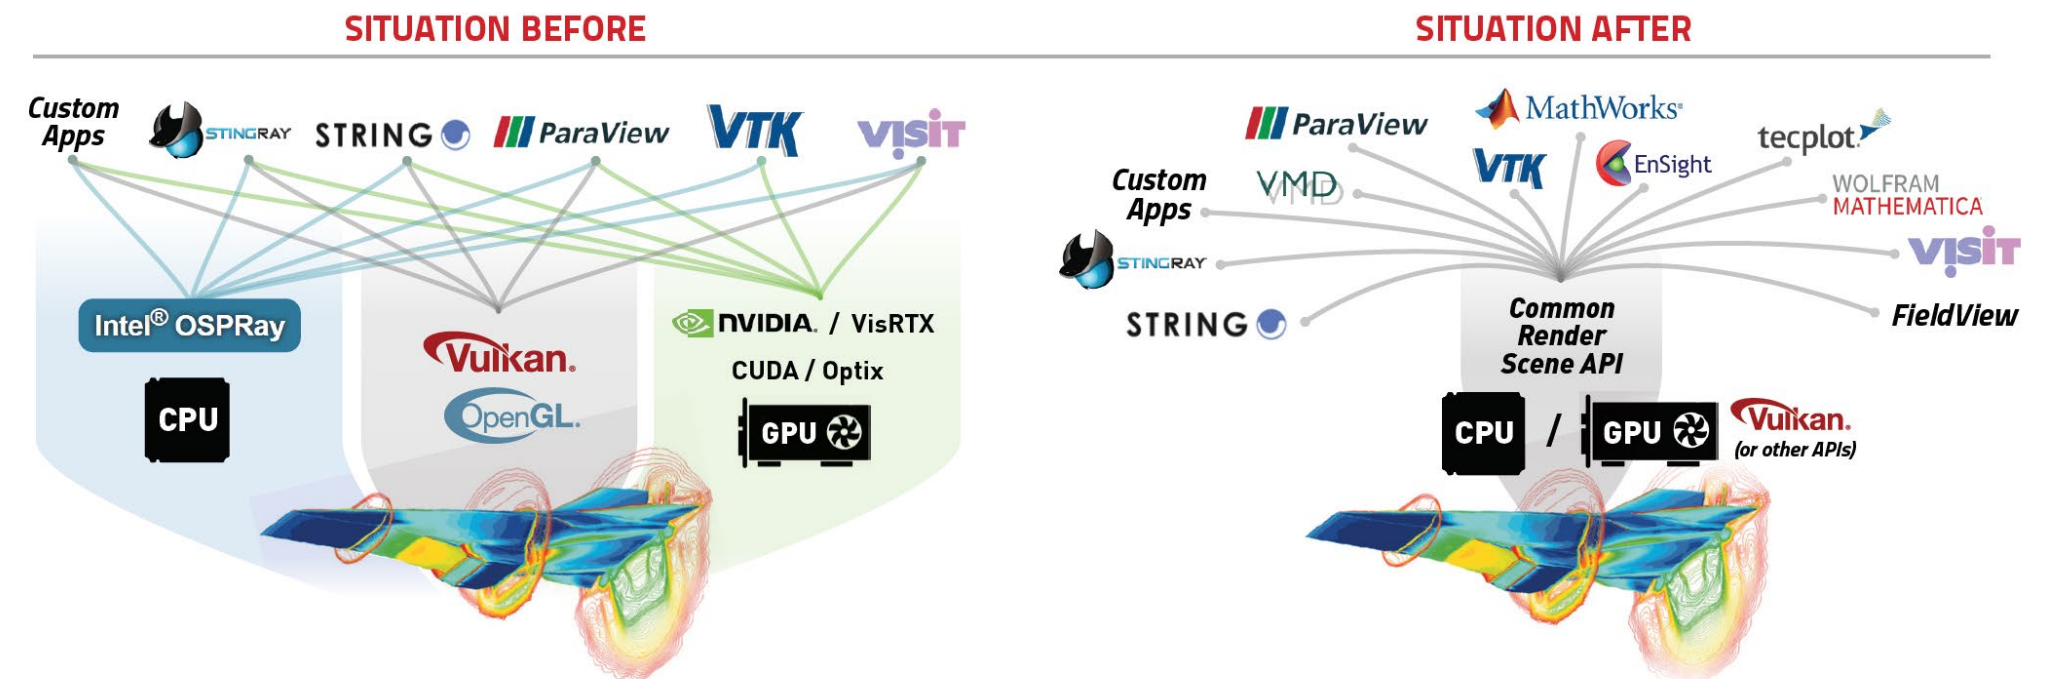 SITUATION BEFORE
Custom
Apps
STINGRAY
STRING
ParaView
VTK
VISIT
Intel® OSPRay
CPU
Vulkan.
OpenGL.
NVIDIA. / VisRTX
CUDA / Optix
GPU
SITUATION AFTER
ParaView
MathWorks®
tecplot.
VTK
EnSight
VMD
Custom
Apps
WOLFRAM
MATHEMATICA
STINGRAY
VISIT
STRING
FieldView
Common
Render
Scene API
CPU / GPU
Vulkan.
(or other APIs)